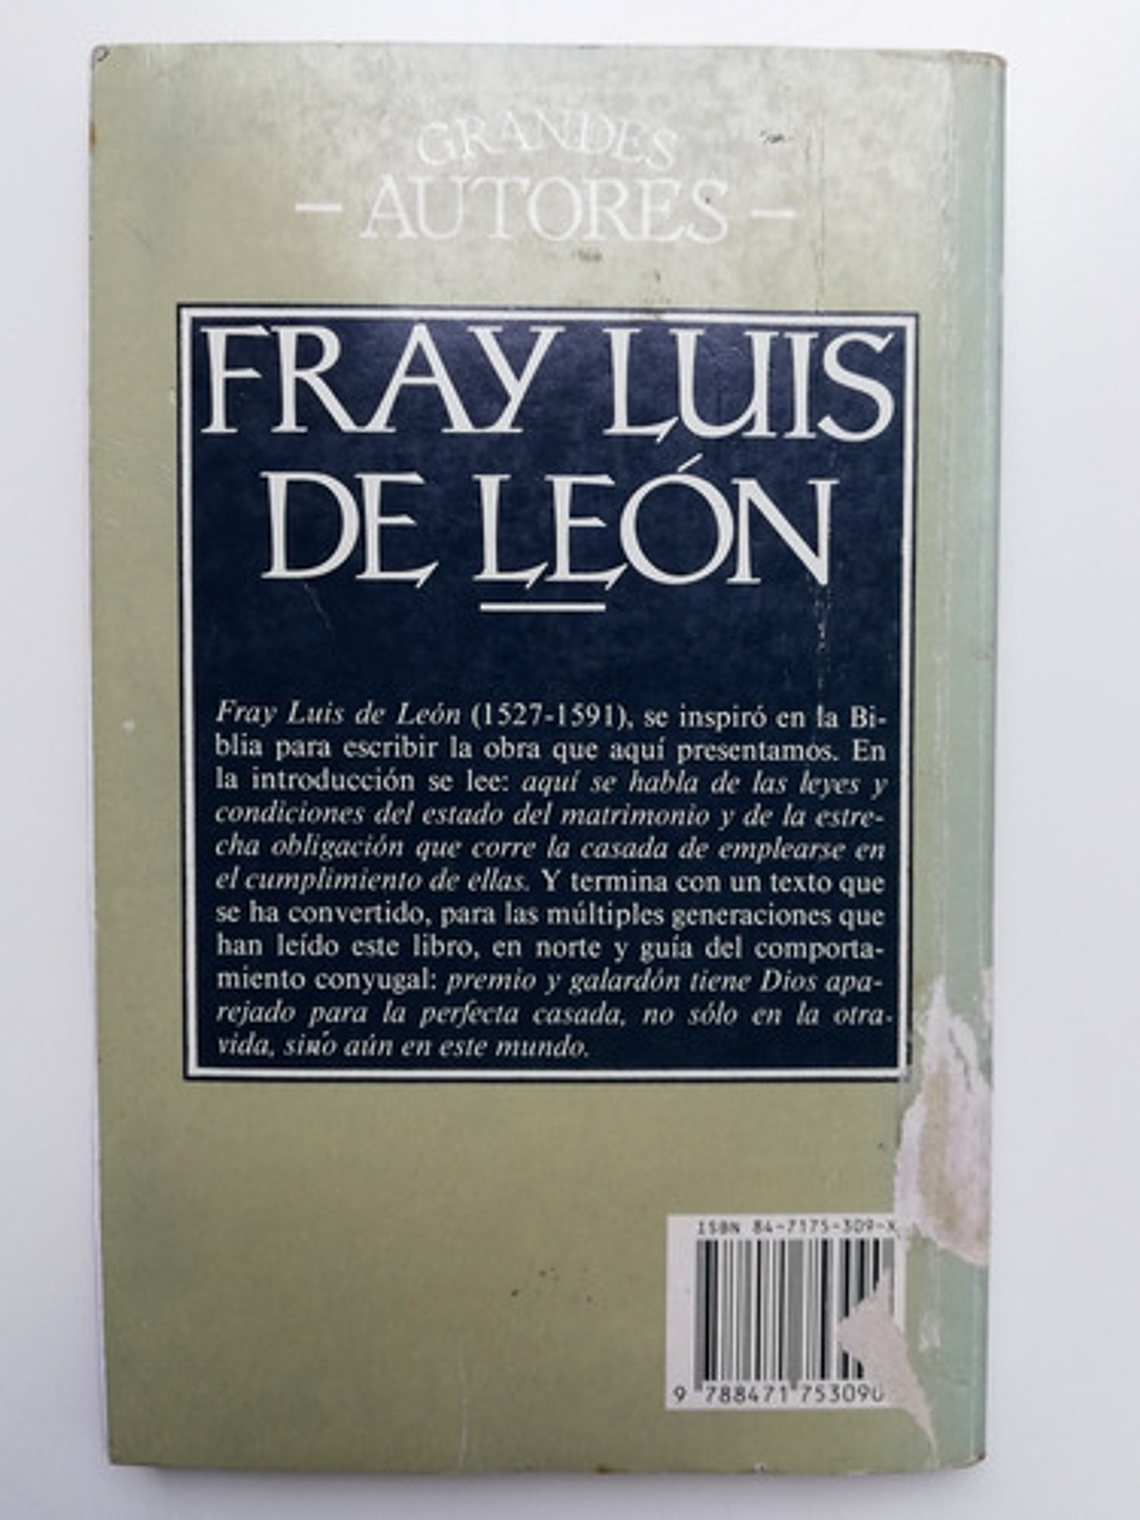 GRANDES
– AUTORES –
FRAY LUIS
DE LEÓN
Fray Luis de León (1527-1591), se inspiró en la Bi-
blia para escribir la obra que aquí presentamos. En
la introducción se lee: aquí se habla de las leyes y
condiciones del estado del matrimonio y de la estre-
cha obligación que corre la casada de emplearse en
el cumplimiento de ellas. Y termina con un texto que
se ha convertido, para las múltiples generaciones que
han leído este libro, en norte y guía del comporta-
miento conyugal: premio y galardón tiene Dios apa-
rejado para la perfecta casada, no sólo en la otra
vida, sino aún en este mundo.
ISBN 84-7175-309-X
9 788471 753090